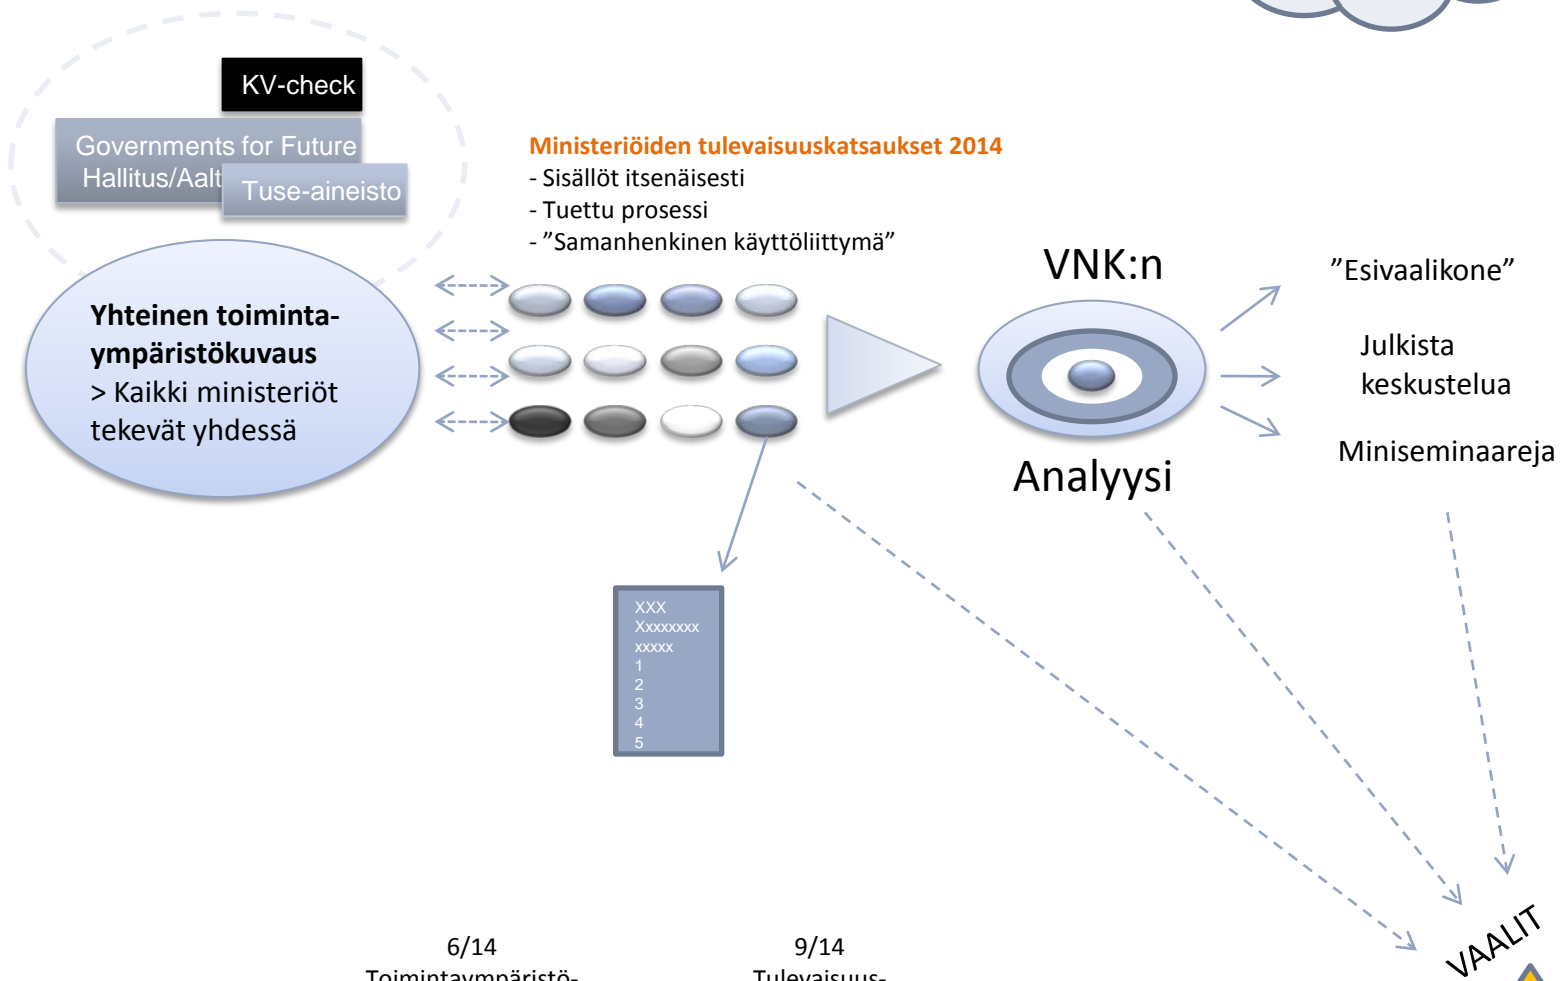 KV-check
Governments for Future
Hallitus/Aalt
Tuse-aineisto
Yhteinen toiminta-
ympäristökuvaus
> Kaikki ministeriöt
tekevät yhdessä
Ministeriöiden tulevaisuuskatsaukset 2014
- Sisällöt itsenäisesti
- Tuettu prosessi
- ”Samanhenkinen käyttöliittymä”
VNK:n
Analyysi
”Esivaalikone”
Julkista
keskustelua
Miniseminaareja
XXX
Xxxxxxxx
xxxxx
1
2
3
4
5
VAALIT
6/14
Toimintaympäristö-
9/14
Tulevaisuus-